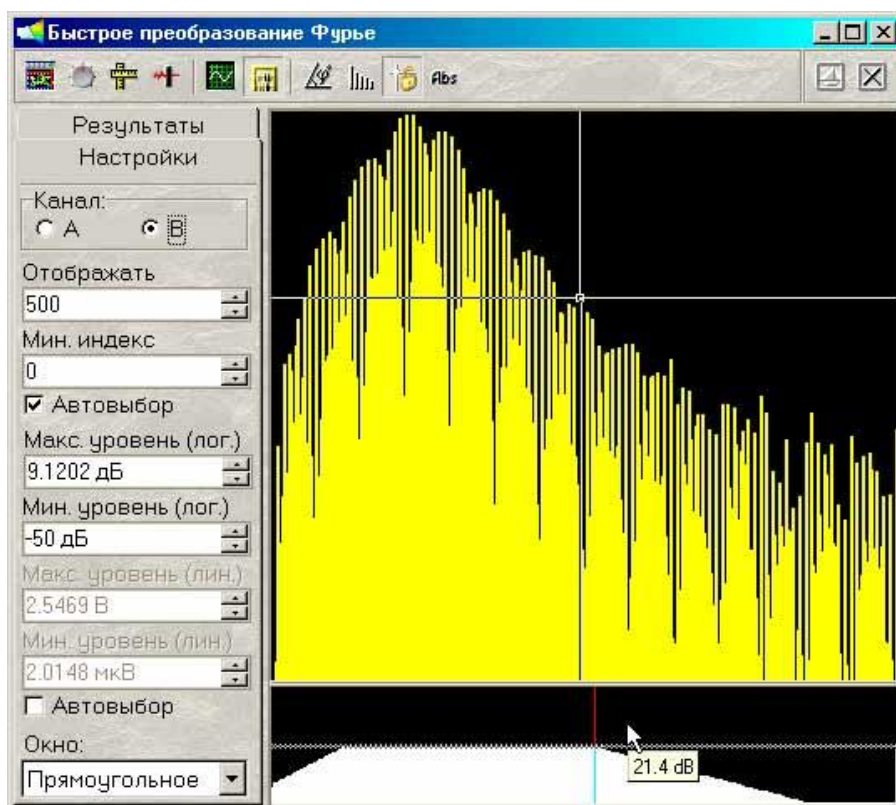 Быстрое преобразование Фурье
Abs
Результаты
Настройки
Канал:
А
В
Отображать
500
Мин. индекс
0
Автовыбор
Макс. уровень (лог.)
9.1202 дБ
Мин. уровень (лог.)
-50 дБ
Макс. уровень (лин.)
2.5469 В
Мин. уровень (лин.)
2.0148 мкВ
Автовыбор
Окно:
Прямоугольное
21.4 dB